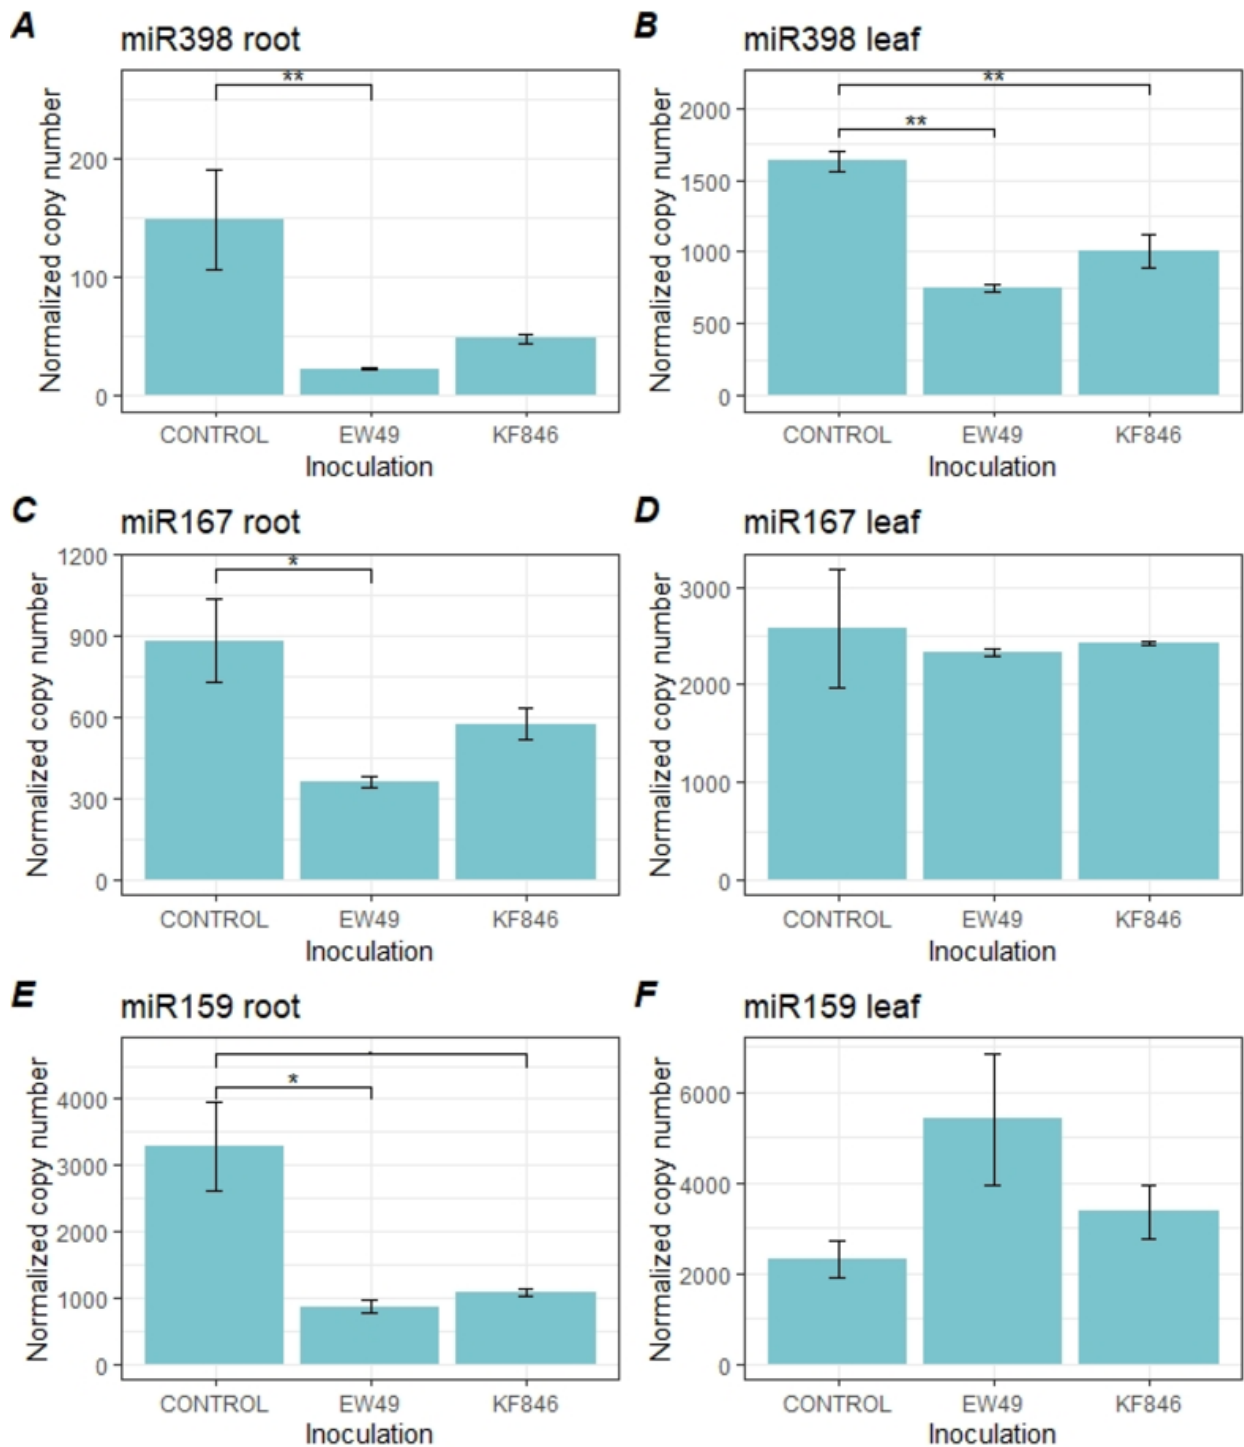 A
miR398 root
**
Normalized copy number
200
100
0
CONTROL EW49 KF846
Inoculation
B
miR398 leaf
**
**
Normalized copy number
2000
1500
1000
500
0
CONTROL EW49 KF846
Inoculation
C
miR167 root
*
Normalized copy number
1200
900
600
300
0
CONTROL EW49 KF846
Inoculation
D
miR167 leaf
Normalized copy number
3000
2000
1000
0
CONTROL EW49 KF846
Inoculation
E
miR159 root
.
*
Normalized copy number
4000
3000
2000
1000
0
CONTROL EW49 KF846
Inoculation
F
miR159 leaf
Normalized copy number
6000
4000
2000
0
CONTROL EW49 KF846
Inoculation